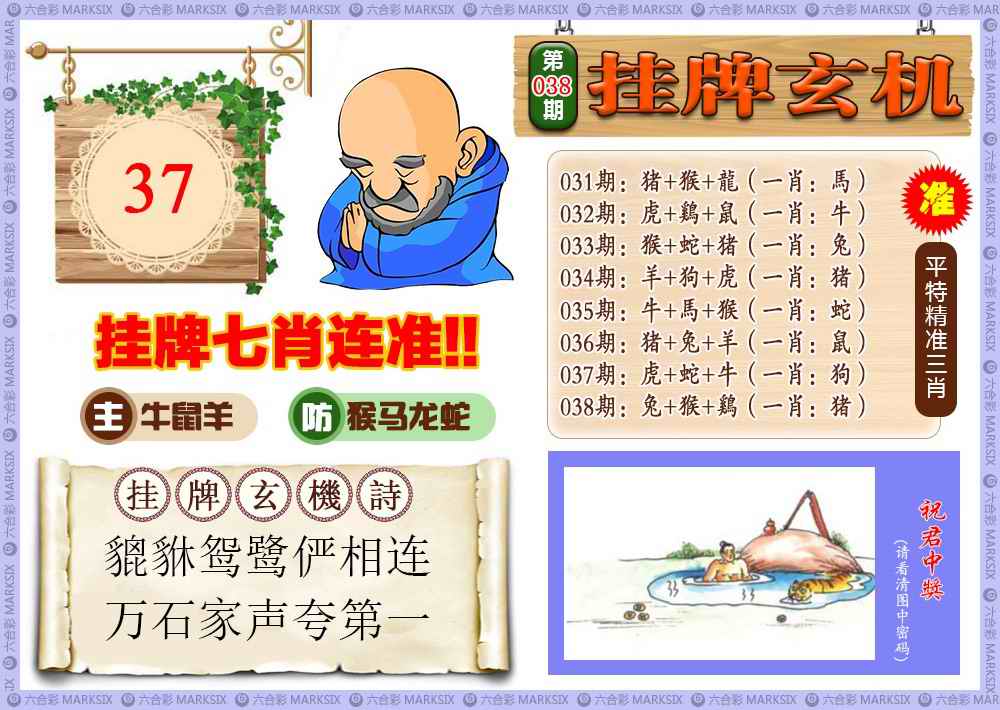 六合彩 MARKSIX
第
038
期
挂牌玄机
37
031期：猪+猴+龍（一肖：馬）
032期：虎+鷄+鼠（一肖：牛）
033期：猴+蛇+猪（一肖：兔）
034期：羊+狗+虎（一肖：猪）
035期：牛+馬+猴（一肖：蛇）
036期：猪+兔+羊（一肖：鼠）
037期：虎+蛇+牛（一肖：狗）
038期：兔+猴+鷄（一肖：猪）
准
平特精准三肖
挂牌七肖连准!!
主 牛鼠羊
防 猴马龙蛇
挂牌玄機詩
貔貅鸳鹭俨相连
万石家声夸第一
祝君中獎
（请看清图中密码）